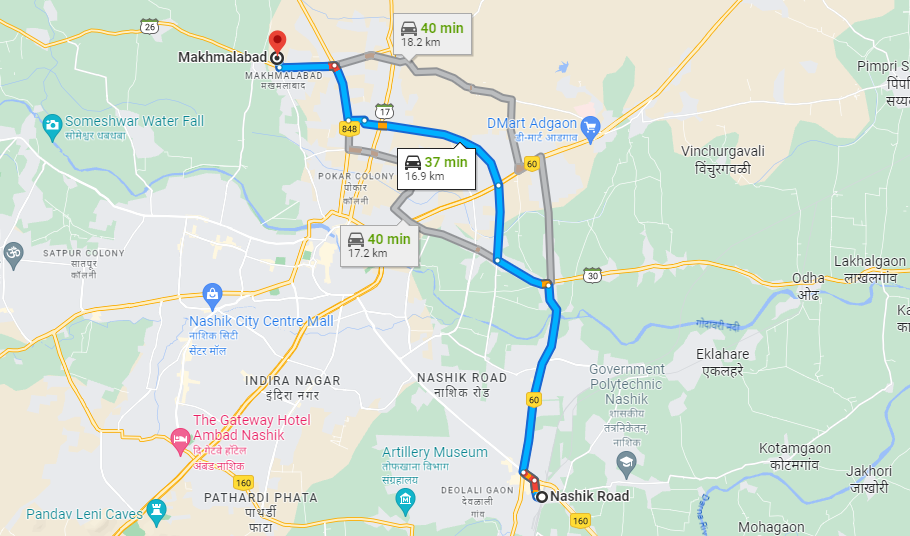 26
40 min
18.2 km
Makhmalabad
MAKHMALABAD
मखमलाबाद
Pimpri S
पिंपरि
सय्य
Someshwar Water Fall
सोमेश्वर धबधबा
17
848
DMart Adgaon
डी-मार्ट आडगाव
37 min
16.9 km
60
Vinchurgavali
विंचुरगवळी
POKAR COLONY
पोकार
कॉलनी
40 min
17.2 km
SATPUR COLONY
सातपुर
कॉलनी
Lakhalgaon
लाखलगांव
30
Odha
ओढ
Nashik City Centre Mall
नाशिक सिटी
सेंटर मॉल
गोदावरी नदी
Ka
का
Eklahare
एकलहरे
INDIRA NAGAR
इंदिरा नगर
NASHIK ROAD
नाशिक रोड
Government
Polytechnic
Nashik
शासकीय
तंत्रनिकेतन,
नाशिक
60
The Gateway Hotel
Ambad Nashik
दि गेटवे हॉटेल
अंबड नाशिक
Artillery Museum
तोफखाना विभाग
संग्रहालय
Kotamgaon
कोटमगांव
Jakhori
जाखोरी
160
DEOLALI GAON
देवळाली
गांव
Nashik Road
PATHARDI PHATA
पाथर्डी
फाटा
Pandav Leni Caves
160
Darna Riv
Mohagaon